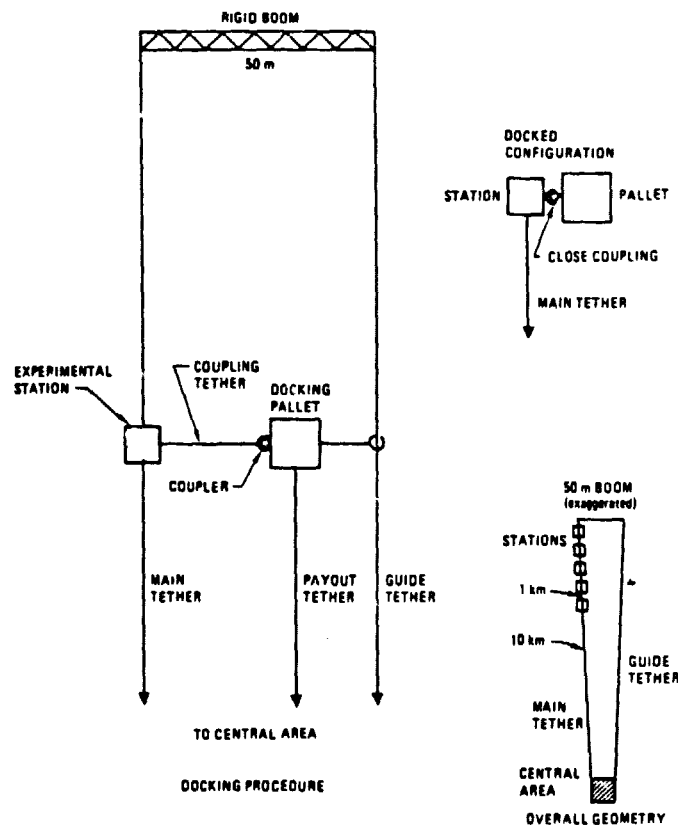 RIGID BOOM
50 m
EXPERIMENTAL
STATION
COUPLING
TETHER
DOCKING
PALLET
COUPLER
MAIN
TETHER
PAYOUT
TETHER
GUIDE
TETHER
TO CENTRAL AREA
DOCKING PROCEDURE
DOCKED
CONFIGURATION
STATION
PALLET
CLOSE COUPLING
MAIN TETHER
50 m BOOM
(exaggerated)
STATIONS
1 km
10 km
GUIDE
TETHER
MAIN
TETHER
CENTRAL
AREA
OVERALL GEOMETRY